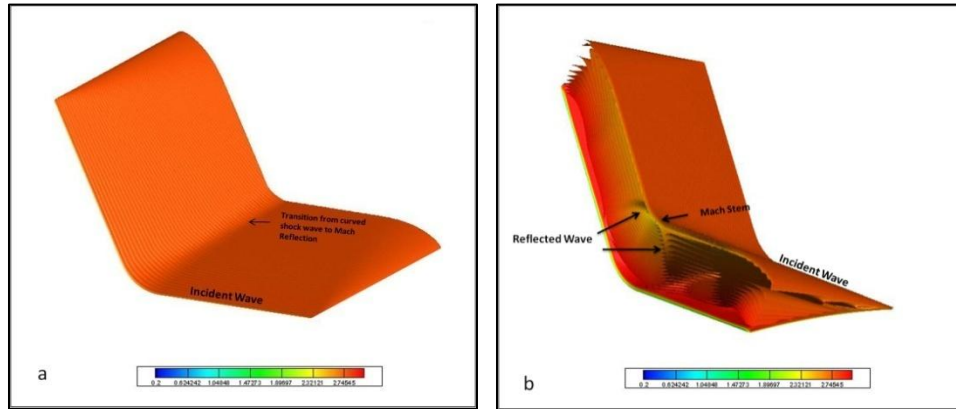 Transition from curved
shock wave to Mach
Reflection
Incident Wave
a
0.2 0.624242 1.04848 1.47273 1.89697 2.32121 2.74545
Mach Stem
Reflected Wave
Incident Wave
b
0.2 0.624242 1.04848 1.47273 1.89697 2.32121 2.74545